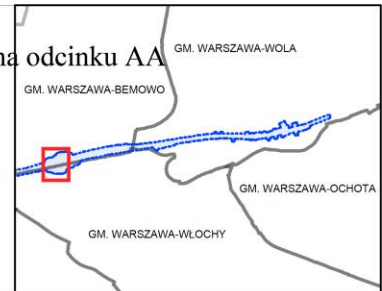 na odcinku AA
GM. WARSZAWA-WOLA
GM. WARSZAWA-BEMOWO
GM. WARSZAWA-OCHOTA
GM. WARSZAWA-WŁOCHY